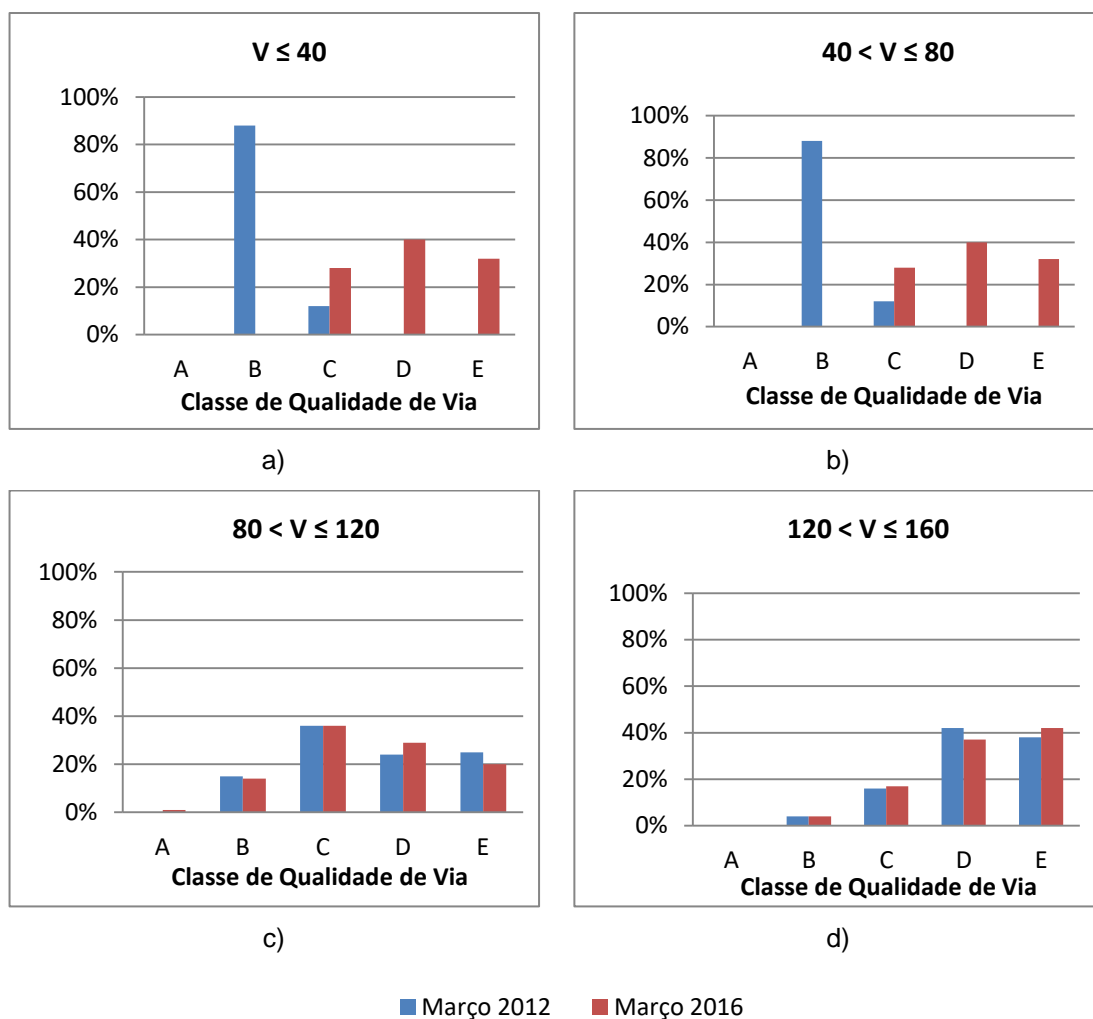 V ≤ 40
100%
80%
60%
40%
20%
0%
A B C D E
Classe de Qualidade de Via
a)
40 < V ≤ 80
100%
80%
60%
40%
20%
0%
A B C D E
Classe de Qualidade de Via
b)
80 < V ≤ 120
100%
80%
60%
40%
20%
0%
A B C D E
Classe de Qualidade de Via
c)
120 < V ≤ 160
100%
80%
60%
40%
20%
0%
A B C D E
Classe de Qualidade de Via
d)
Março 2012 Março 2016